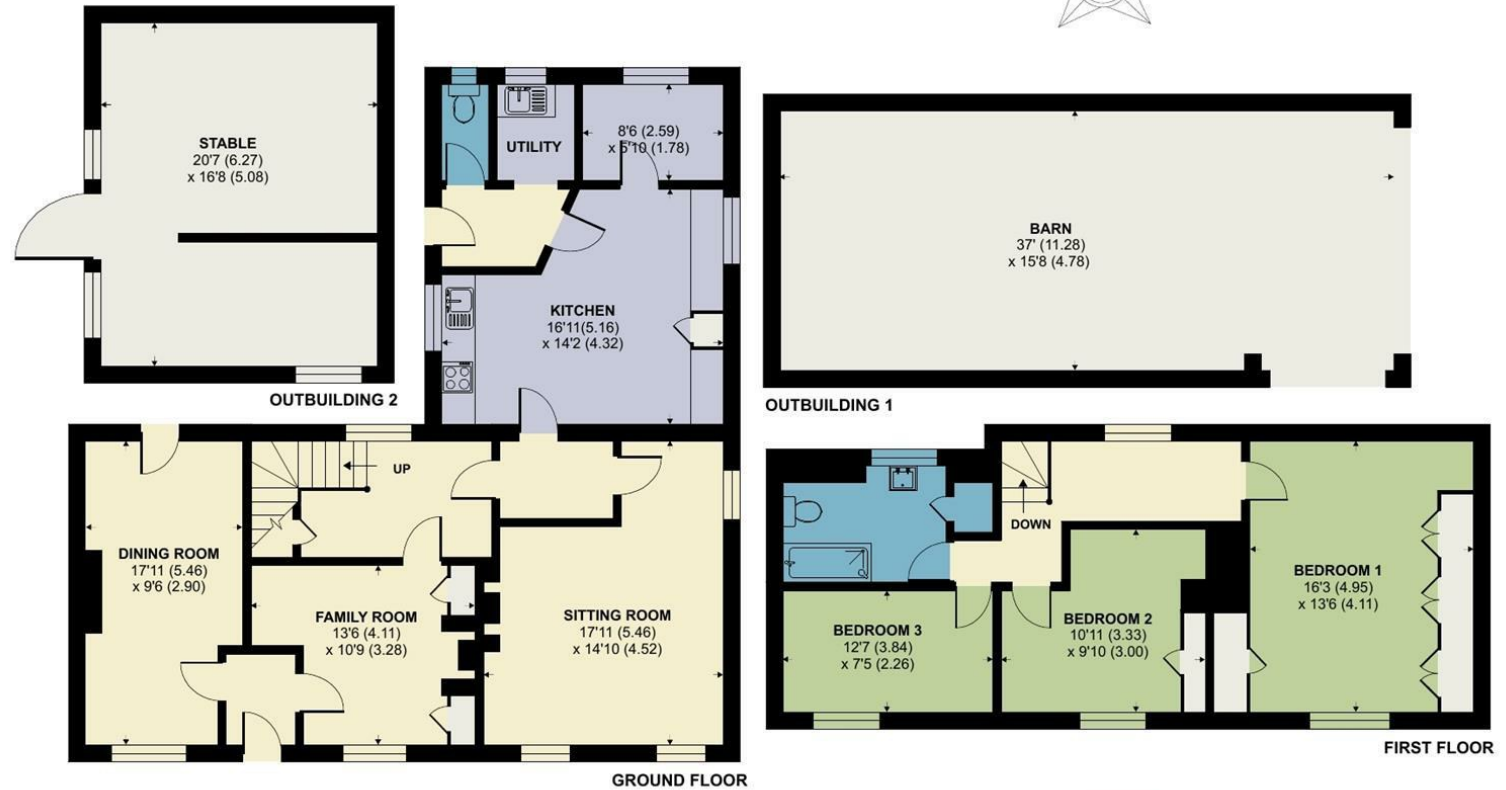 STABLE
20'7 (6.27)
x 16'8 (5.08)
OUTBUILDING 2
UTILITY
8'6 (2.59)
x 5'10 (1.78)
KITCHEN
16'11(5.16)
x 14'2 (4.32)
BARN
37' (11.28)
x 15'8 (4.78)
OUTBUILDING 1
UP
DINING ROOM
17'11 (5.46)
x 9'6 (2.90)
FAMILY ROOM
13'6 (4.11)
x 10'9 (3.28)
SITTING ROOM
17'11 (5.46)
x 14'10 (4.52)
GROUND FLOOR
DOWN
BEDROOM 1
16'3 (4.95)
x 13'6 (4.11)
BEDROOM 2
10'11 (3.33)
x 9'10 (3.00)
BEDROOM 3
12'7 (3.84)
x 7'5 (2.26)
FIRST FLOOR